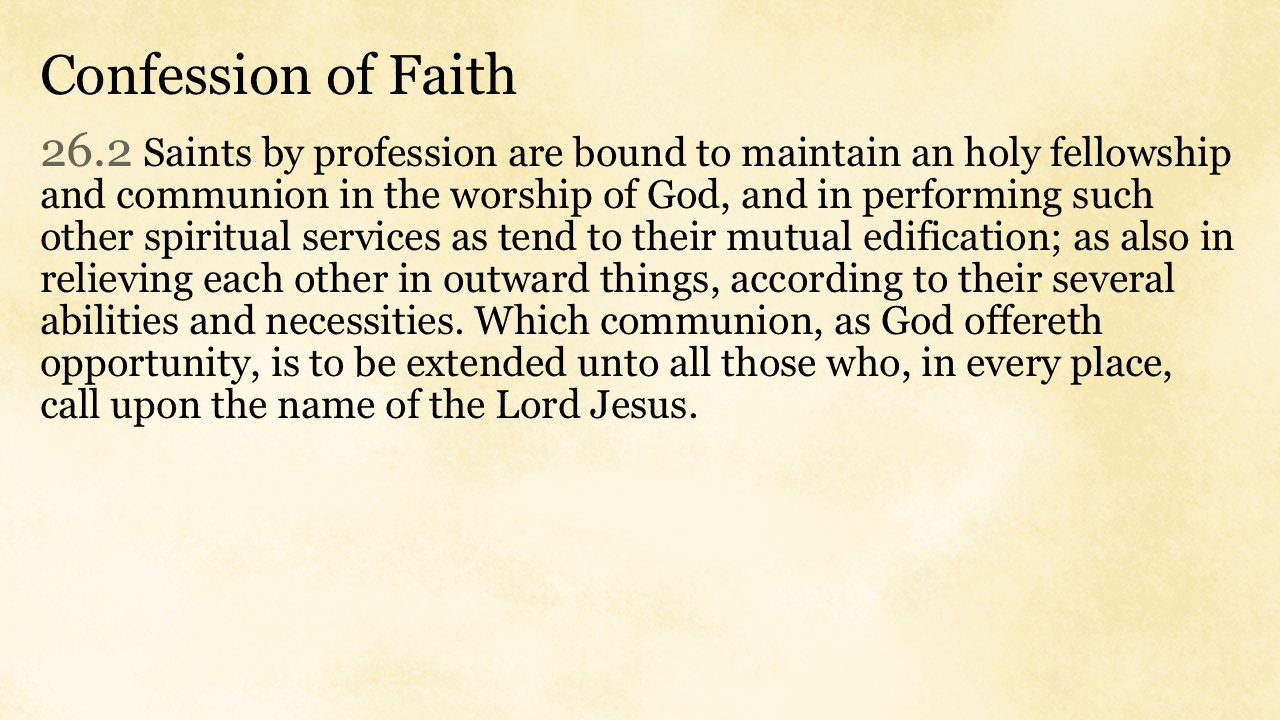 Confession of Faith
26.2 Saints by profession are bound to maintain an holy fellowship
and communion in the worship of God, and in performing such
other spiritual services as tend to their mutual edification; as also in
relieving each other in outward things, according to their several
abilities and necessities. Which communion, as God offereth
opportunity, is to be extended unto all those who, in every place,
call upon the name of the Lord Jesus.